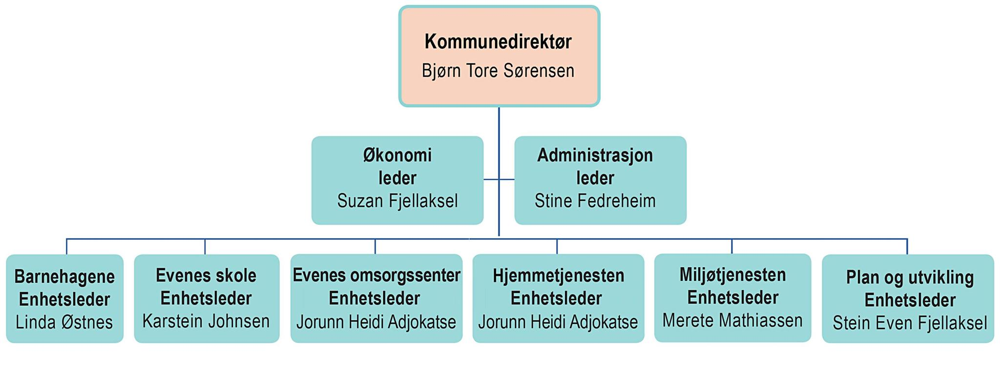 Kommunedirektør
Bjørn Tore Sørensen
Økonomi
leder
Suzan Fjellaksel
Administrasjon
leder
Stine Fedreheim
Barnehagene
Enhetsleder
Linda Østnes
Evenes skole
Enhetsleder
Karstein Johnsen
Evenes omsorgssenter
Enhetsleder
Jorunn Heidi Adjokatse
Hjemmetjenesten
Enhetsleder
Jorunn Heidi Adjokatse
Miljøtjenesten
Enhetsleder
Merete Mathiassen
Plan og utvikling
Enhetsleder
Stein Even Fjellaksel